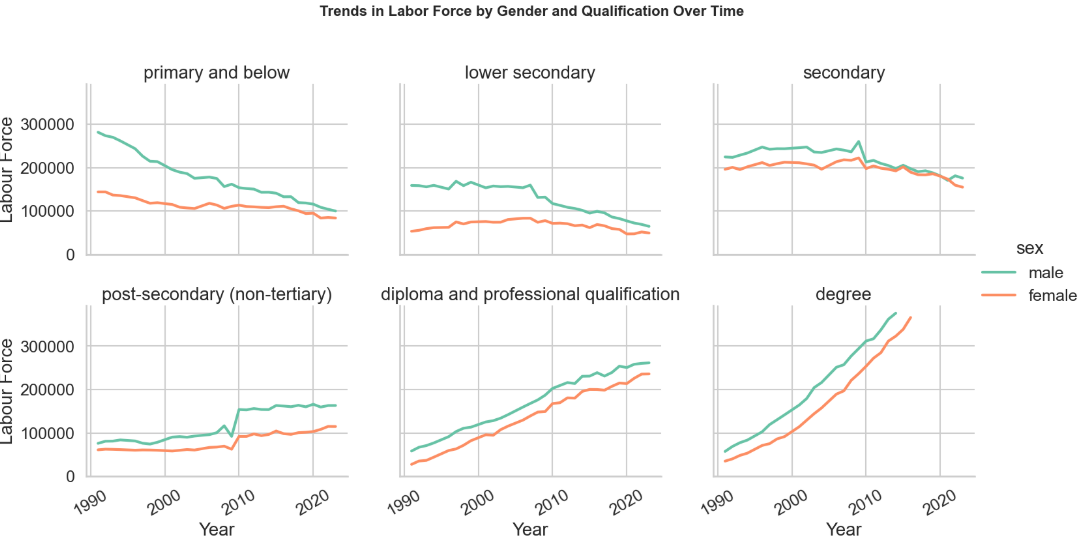 Trends in Labor Force by Gender and Qualification Over Time
primary and below
lower secondary
secondary
300000
200000
100000
0
Labour Force
post-secondary (non-tertiary)
diploma and professional qualification
degree
300000
200000
100000
0
Labour Force
1990
2000
2010
2020
1990
2000
2010
2020
1990
2000
2010
2020
Year
Year
Year
sex
male
female